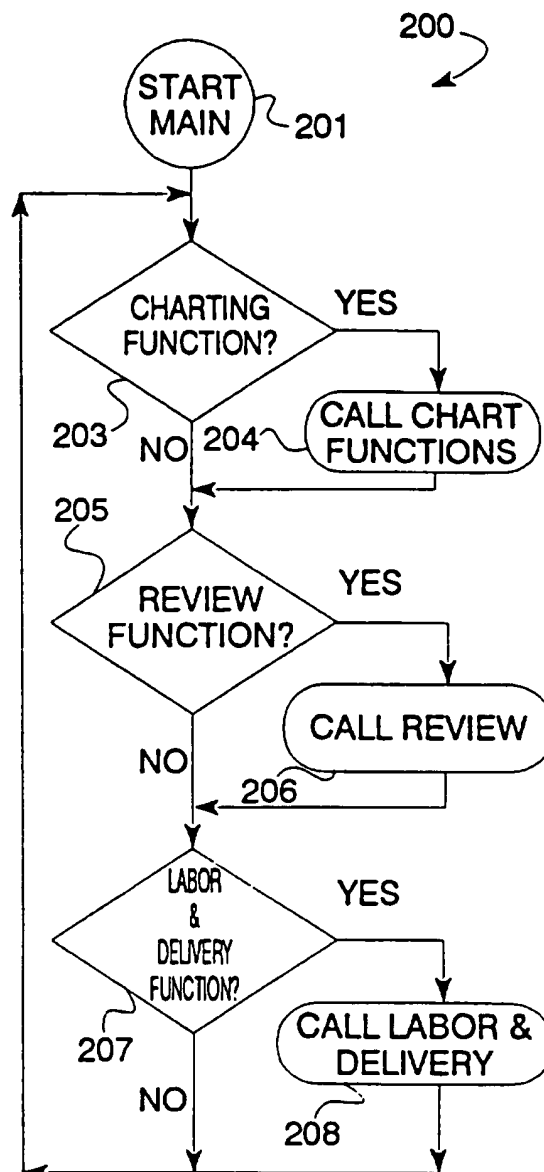 200
START
MAIN
201
CHARTING
FUNCTION?
YES
203
NO
204
CALL CHART
FUNCTIONS
205
REVIEW
FUNCTION?
YES
NO
CALL REVIEW
206
LABOR
&
DELIVERY
FUNCTION?
YES
207
NO
CALL LABOR &
DELIVERY
208